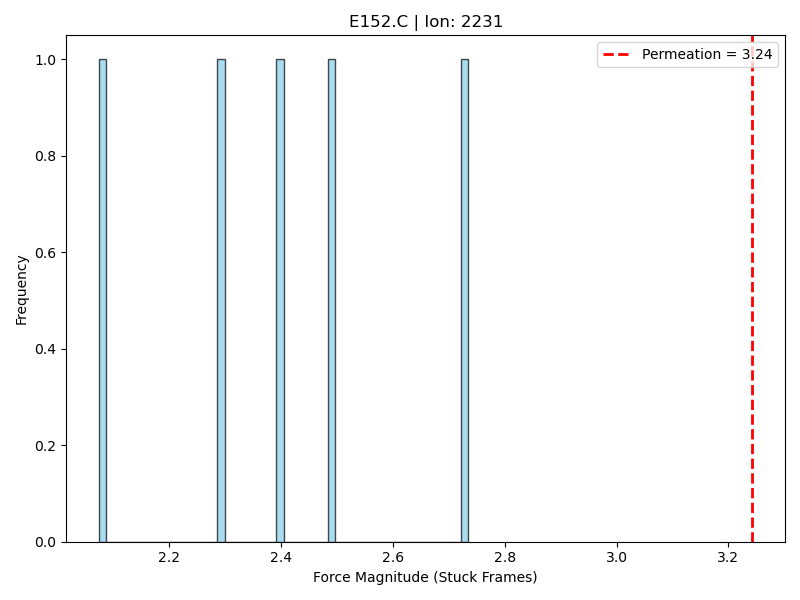 E152.C | Ion: 2231
Permeation = 3.24
1.0
0.8
0.6
0.4
0.2
0.0
Frequency
2.2 2.4 2.6 2.8 3.0 3.2
Force Magnitude (Stuck Frames)